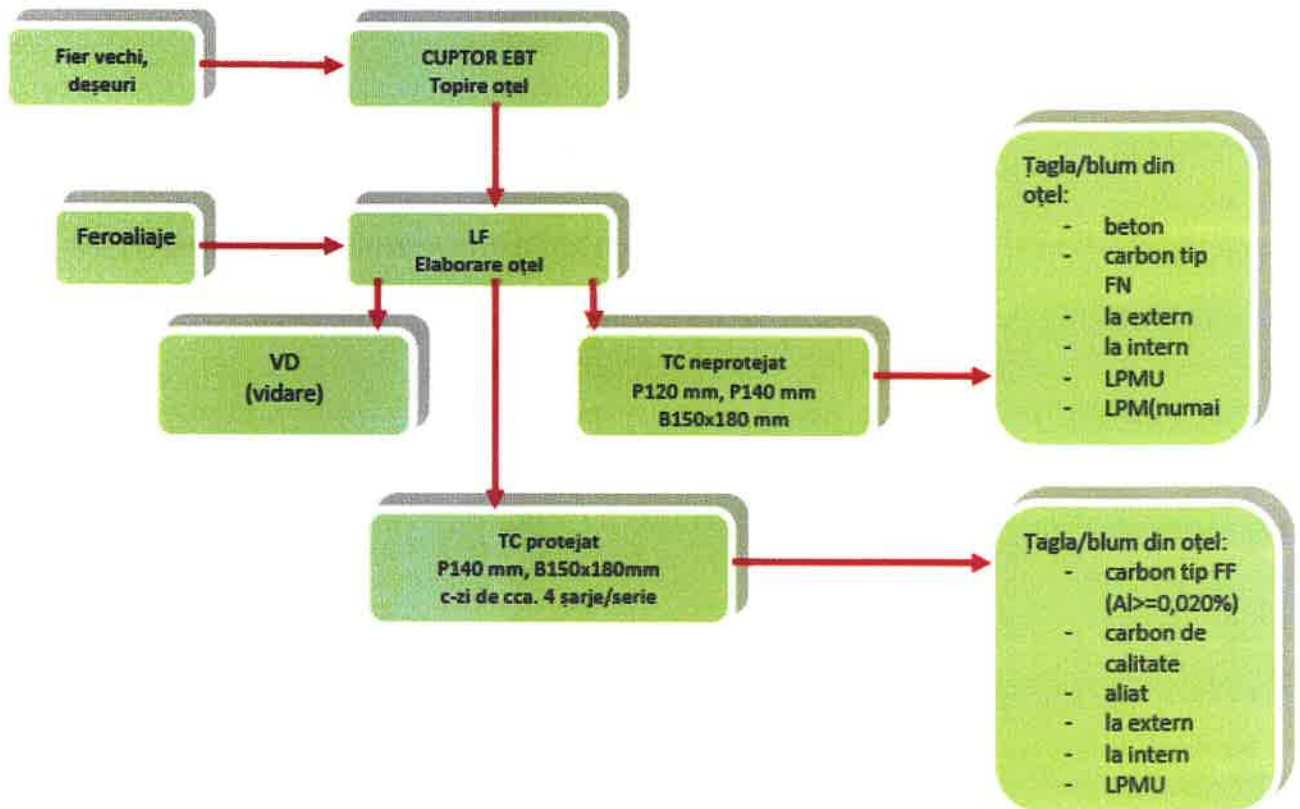 Fier vechi,
deșeuri
CUPTOR EBT
Topire oțel
Feroaliaje
LF
Elaborare oțel
VD
(vidare)
TC neprotejat
P120 mm, P140 mm
B150x180 mm
Țagla/blum din
oțel:
- beton
- carbon tip
FN
- la extern
- la intern
- LPMU
- LPM(numai
TC protejat
P140 mm, B150x180mm
c-zi de cca. 4 șarje/serie
Țagla/blum din oțel:
- carbon tip FF
(Al>=0,020%)
- carbon de
calitate
- aliat
- la extern
- la intern
- LPMU